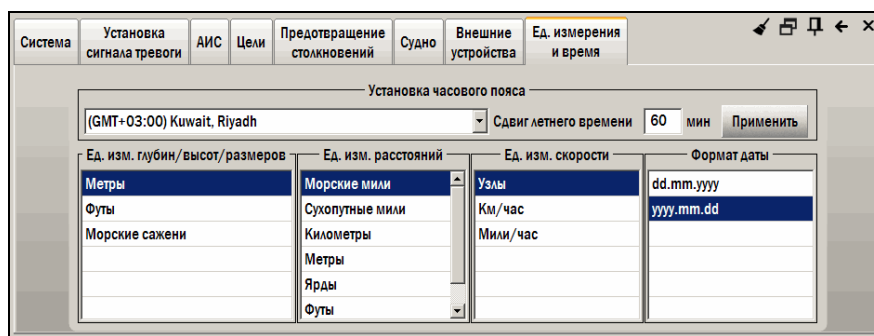 Система
Установка
сигнала тревоги
АИС
Цели
Предотвращение
столкновений
Судно
Внешние
устройства
Ед. измерения
и время
Установка часового пояса
(GMT+03:00) Kuwait, Riyadh
Сдвиг летнего времени 60 мин Применить
Ед. изм. глубин/высот/размеров
Метры
Футы
Морские сажени
Ед. изм. расстояний
Морские мили
Сухопутные мили
Километры
Метры
Ярды
Футы
Ед. изм. скорости
Узлы
Км/час
Мили/час
Формат даты
dd.mm.yyyy
yyyy.mm.dd